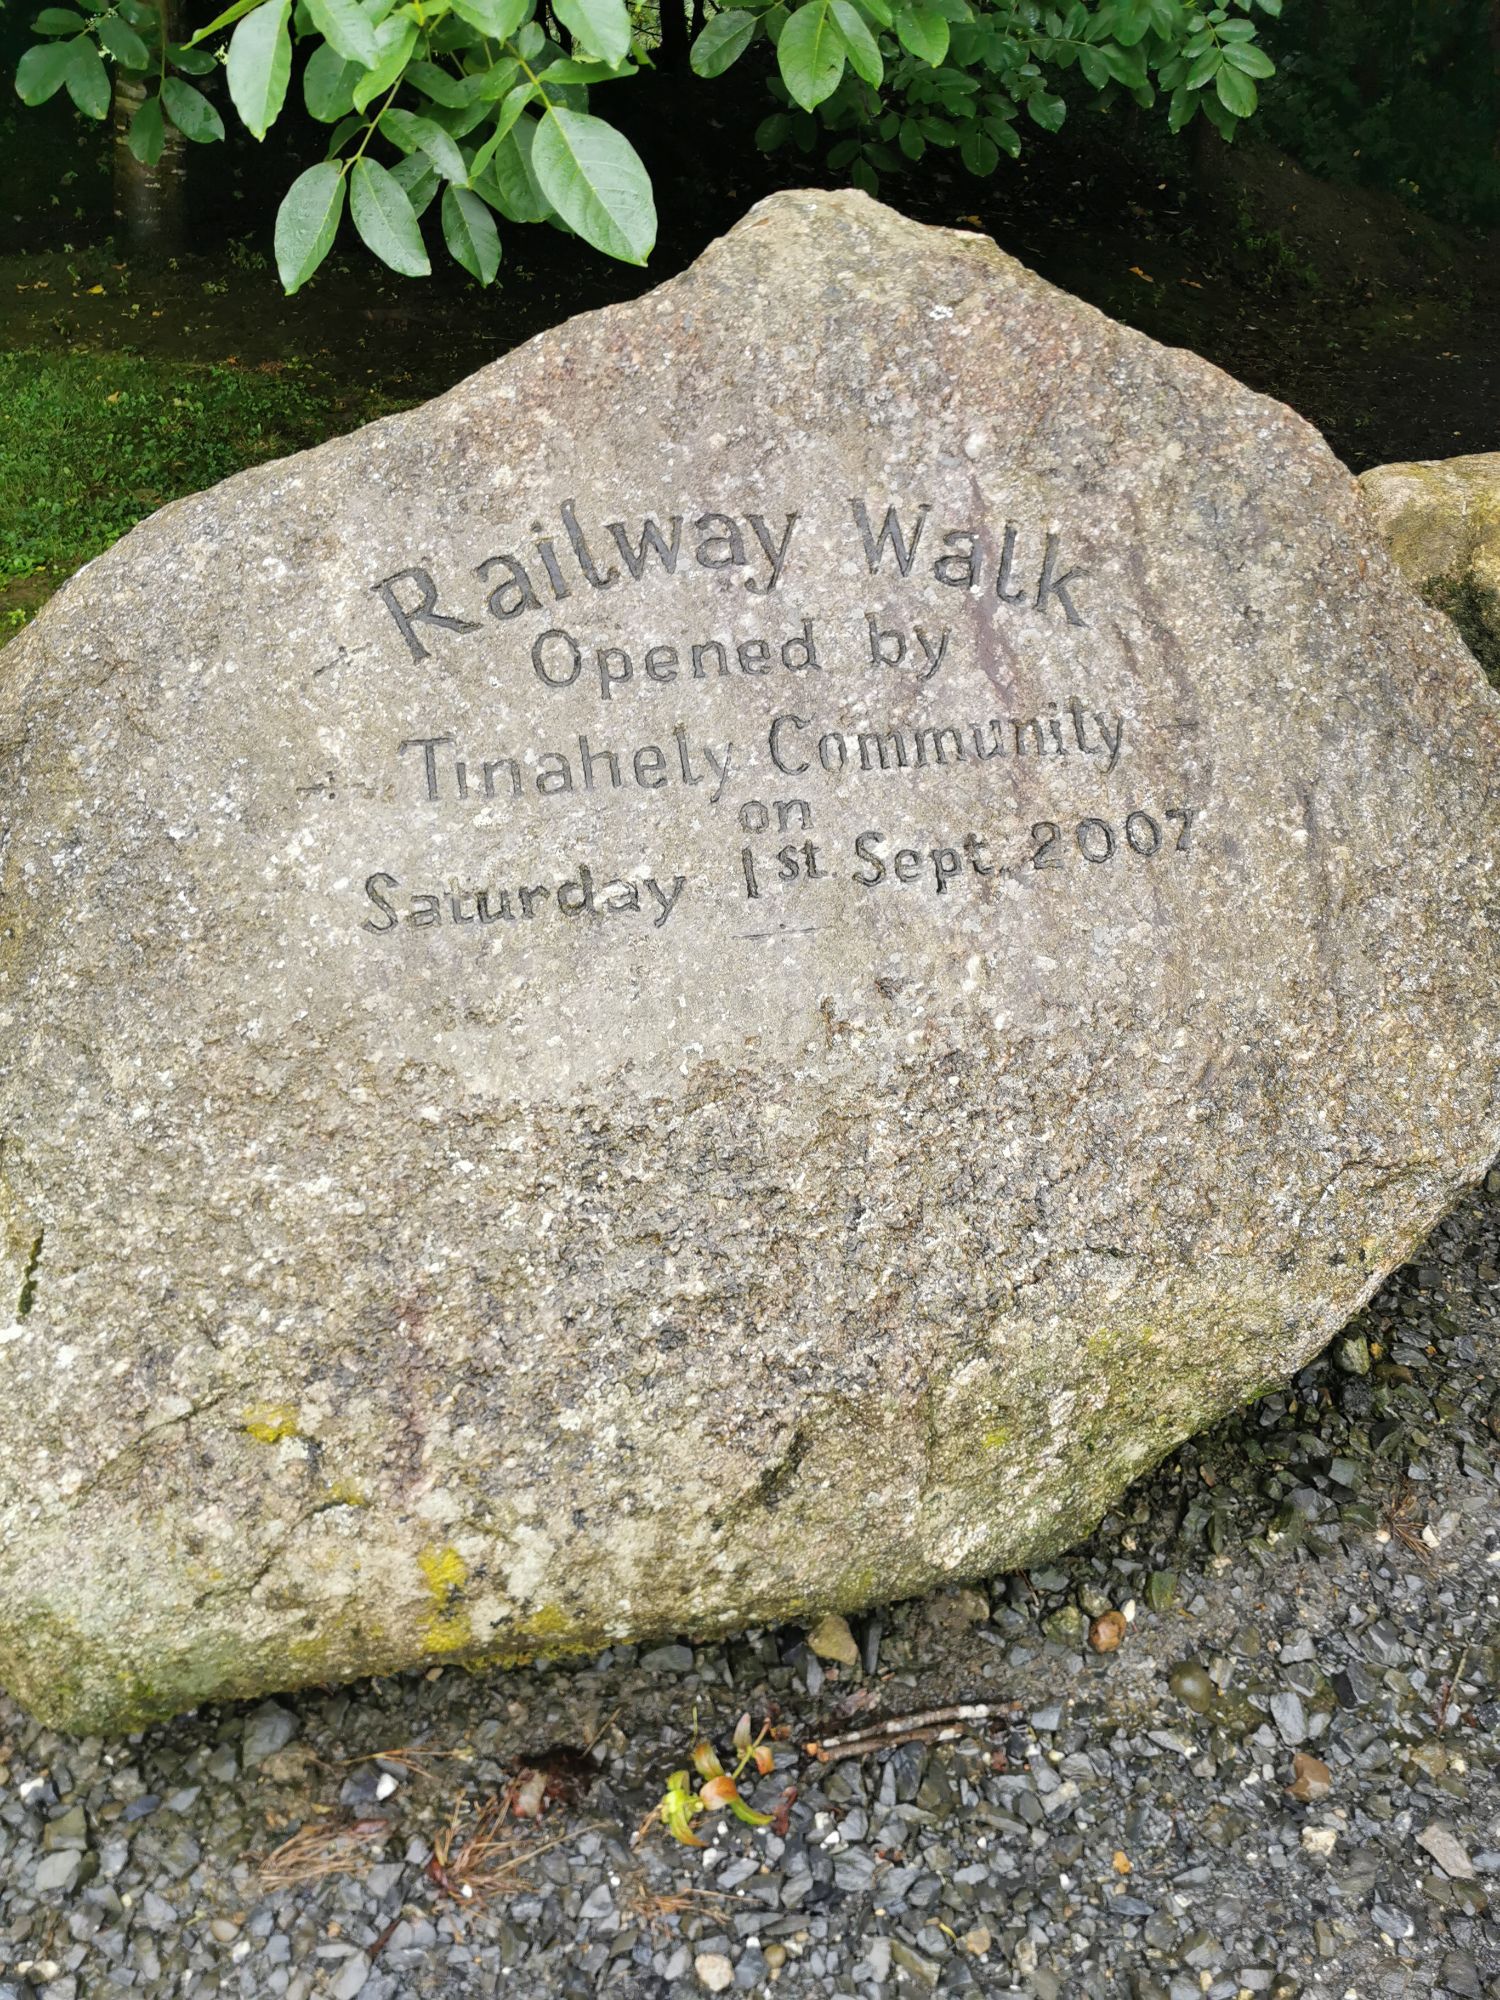 Railway Walk
Opened by
Tinahely Community
on
Saturday 1st. Sept. 2007